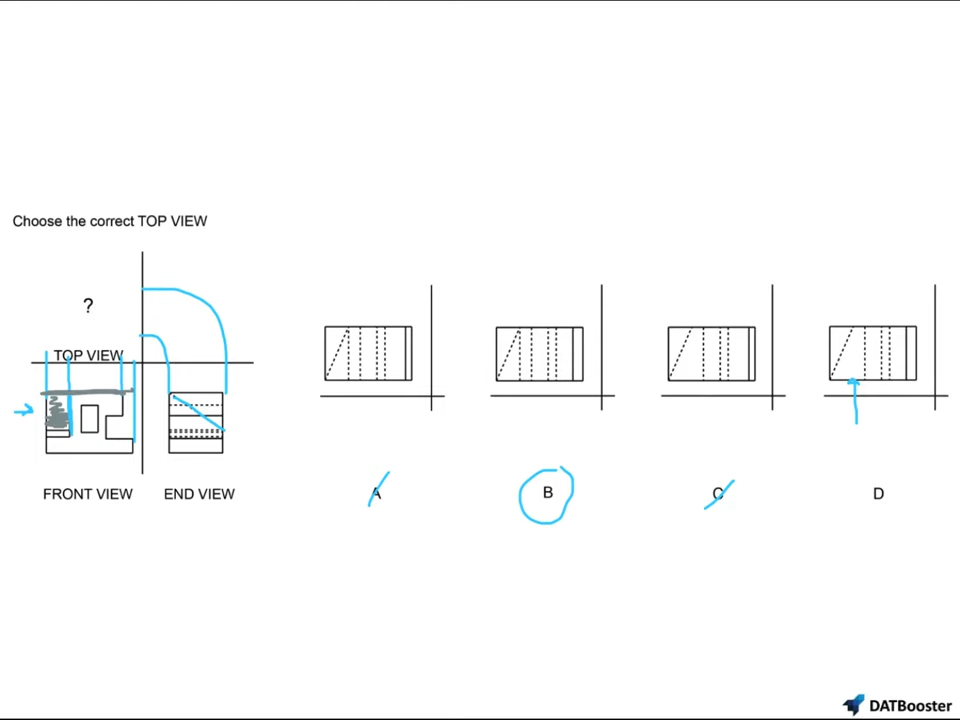 Choose the correct TOP VIEW
?
TOP VIEW
FRONT VIEW
END VIEW
A
B
C
D
DATBooster